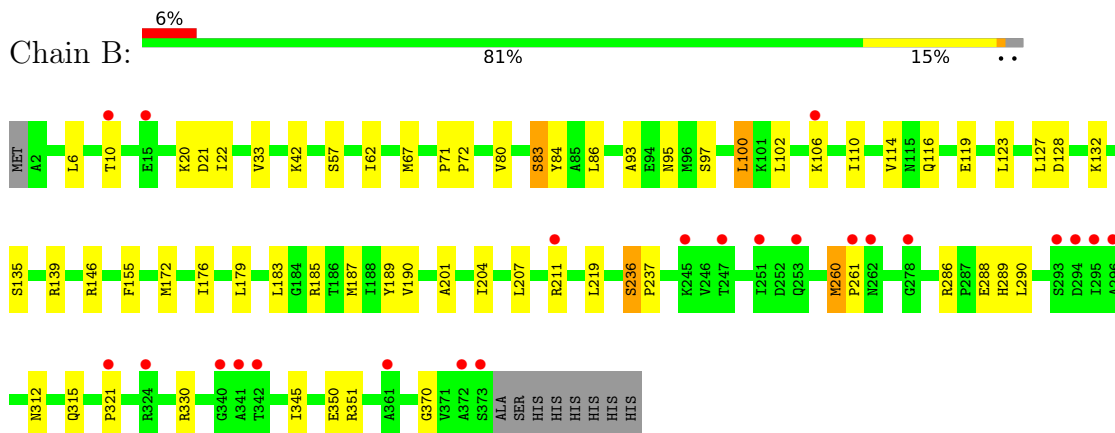 6%
Chain B:
81% 15% • •
MET A2 L6 T10 E15 K20 D21 I22 V33 K42 S57 I62 M67 P71 P72 V80 S83 Y84 A85 L86 A93 E94 N95 M96 S97 L100 K101 L102 K106 I110 V114 N115 Q116 E119 L123 L127 D128 K132
S135 R139 R146 F155 M172 I176 L179 L183 G184 R185 T186 M187 I188 Y189 V190 A201 I204 L207 R211 L219 S236 P237 K245 V246 T247 I251 D252 Q253 M260 P261 N262 G278 R286 P287 E288 H289 L290 S293 D294 I295 A296
N312 Q315 P321 R324 R330 G340 A341 T342 I345 E350 R351 A361 G370 V371 A372 S373 ALA SER HIS HIS HIS HIS HIS HIS